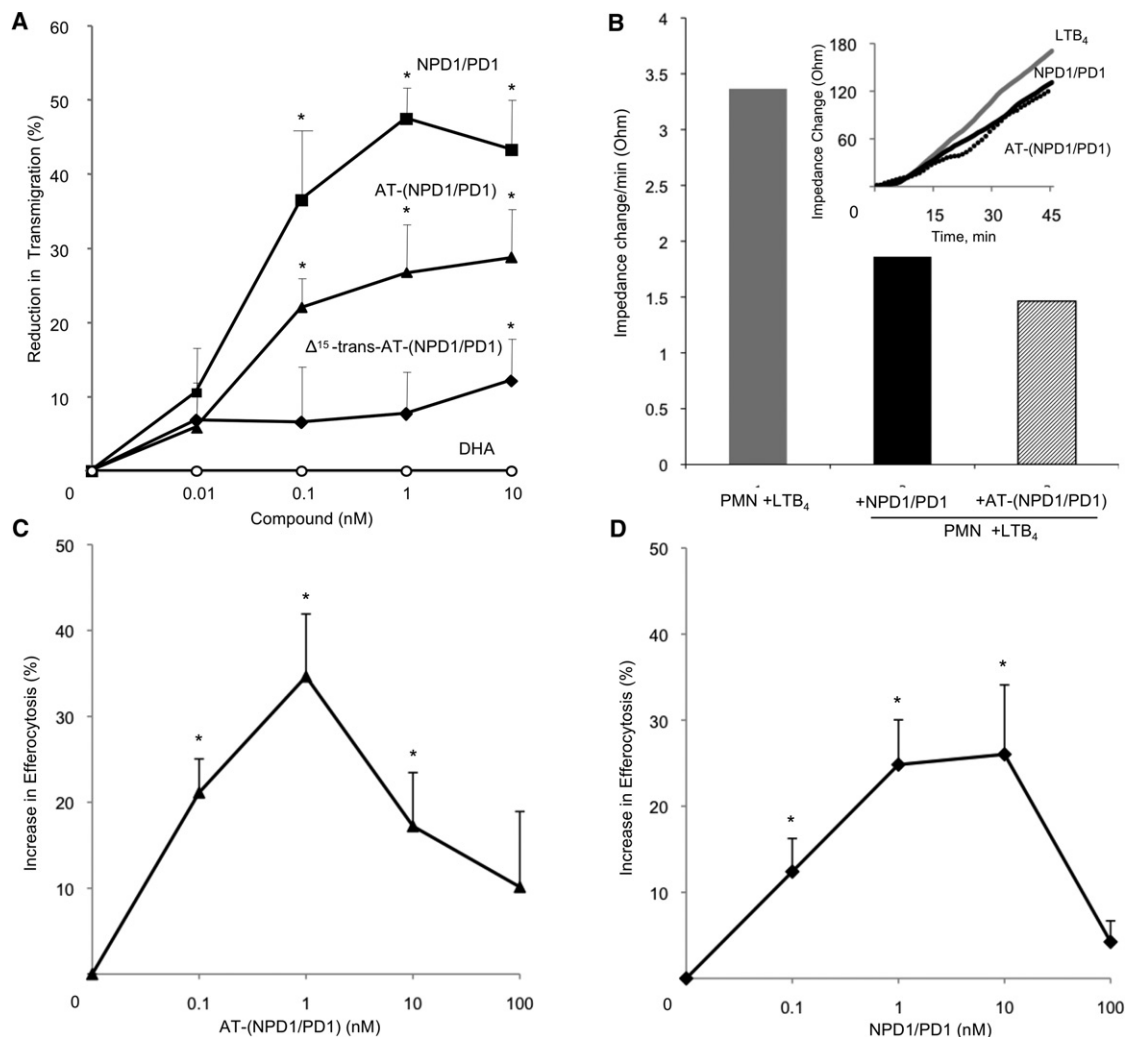 A
60
50
40
30
20
10
0
Reduction in Transmigration (%)
NPD1/PD1
*
*
*
AT-(NPD1/PD1)
*
*
*
Δ¹⁵-trans-AT-(NPD1/PD1)
*
DHA
0.01
0.1
1
10
Compound (nM)
B
4
3.5
3
2.5
2
1.5
1
0.5
0
Impedance change/min (Ohm)
180
120
60
0
Impedance Change (Ohm)
LTB₄
NPD1/PD1
AT-(NPD1/PD1)
15
30
45
Time, min
PMN +LTB₄
+NPD1/PD1
+AT-(NPD1/PD1)
PMN +LTB₄
C
50
40
30
20
10
0
Increase in Efferocytosis (%)
*
*
*
0.1
1
10
100
AT-(NPD1/PD1) (nM)
D
50
40
30
20
10
0
Increase in Efferocytosis (%)
*
*
*
0.1
1
10
100
NPD1/PD1 (nM)